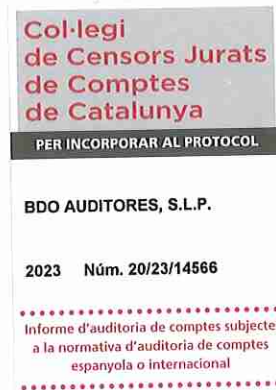 Col·legi
de Censors Jurats
de Comptes
de Catalunya
PER INCORPORAR AL PROTOCOL
BDO AUDITORES, S.L.P.
2023 Núm. 20/23/14566
Informe d'auditoria de comptes subjecte
a la normativa d'auditoria de comptes
espanyola o internacional